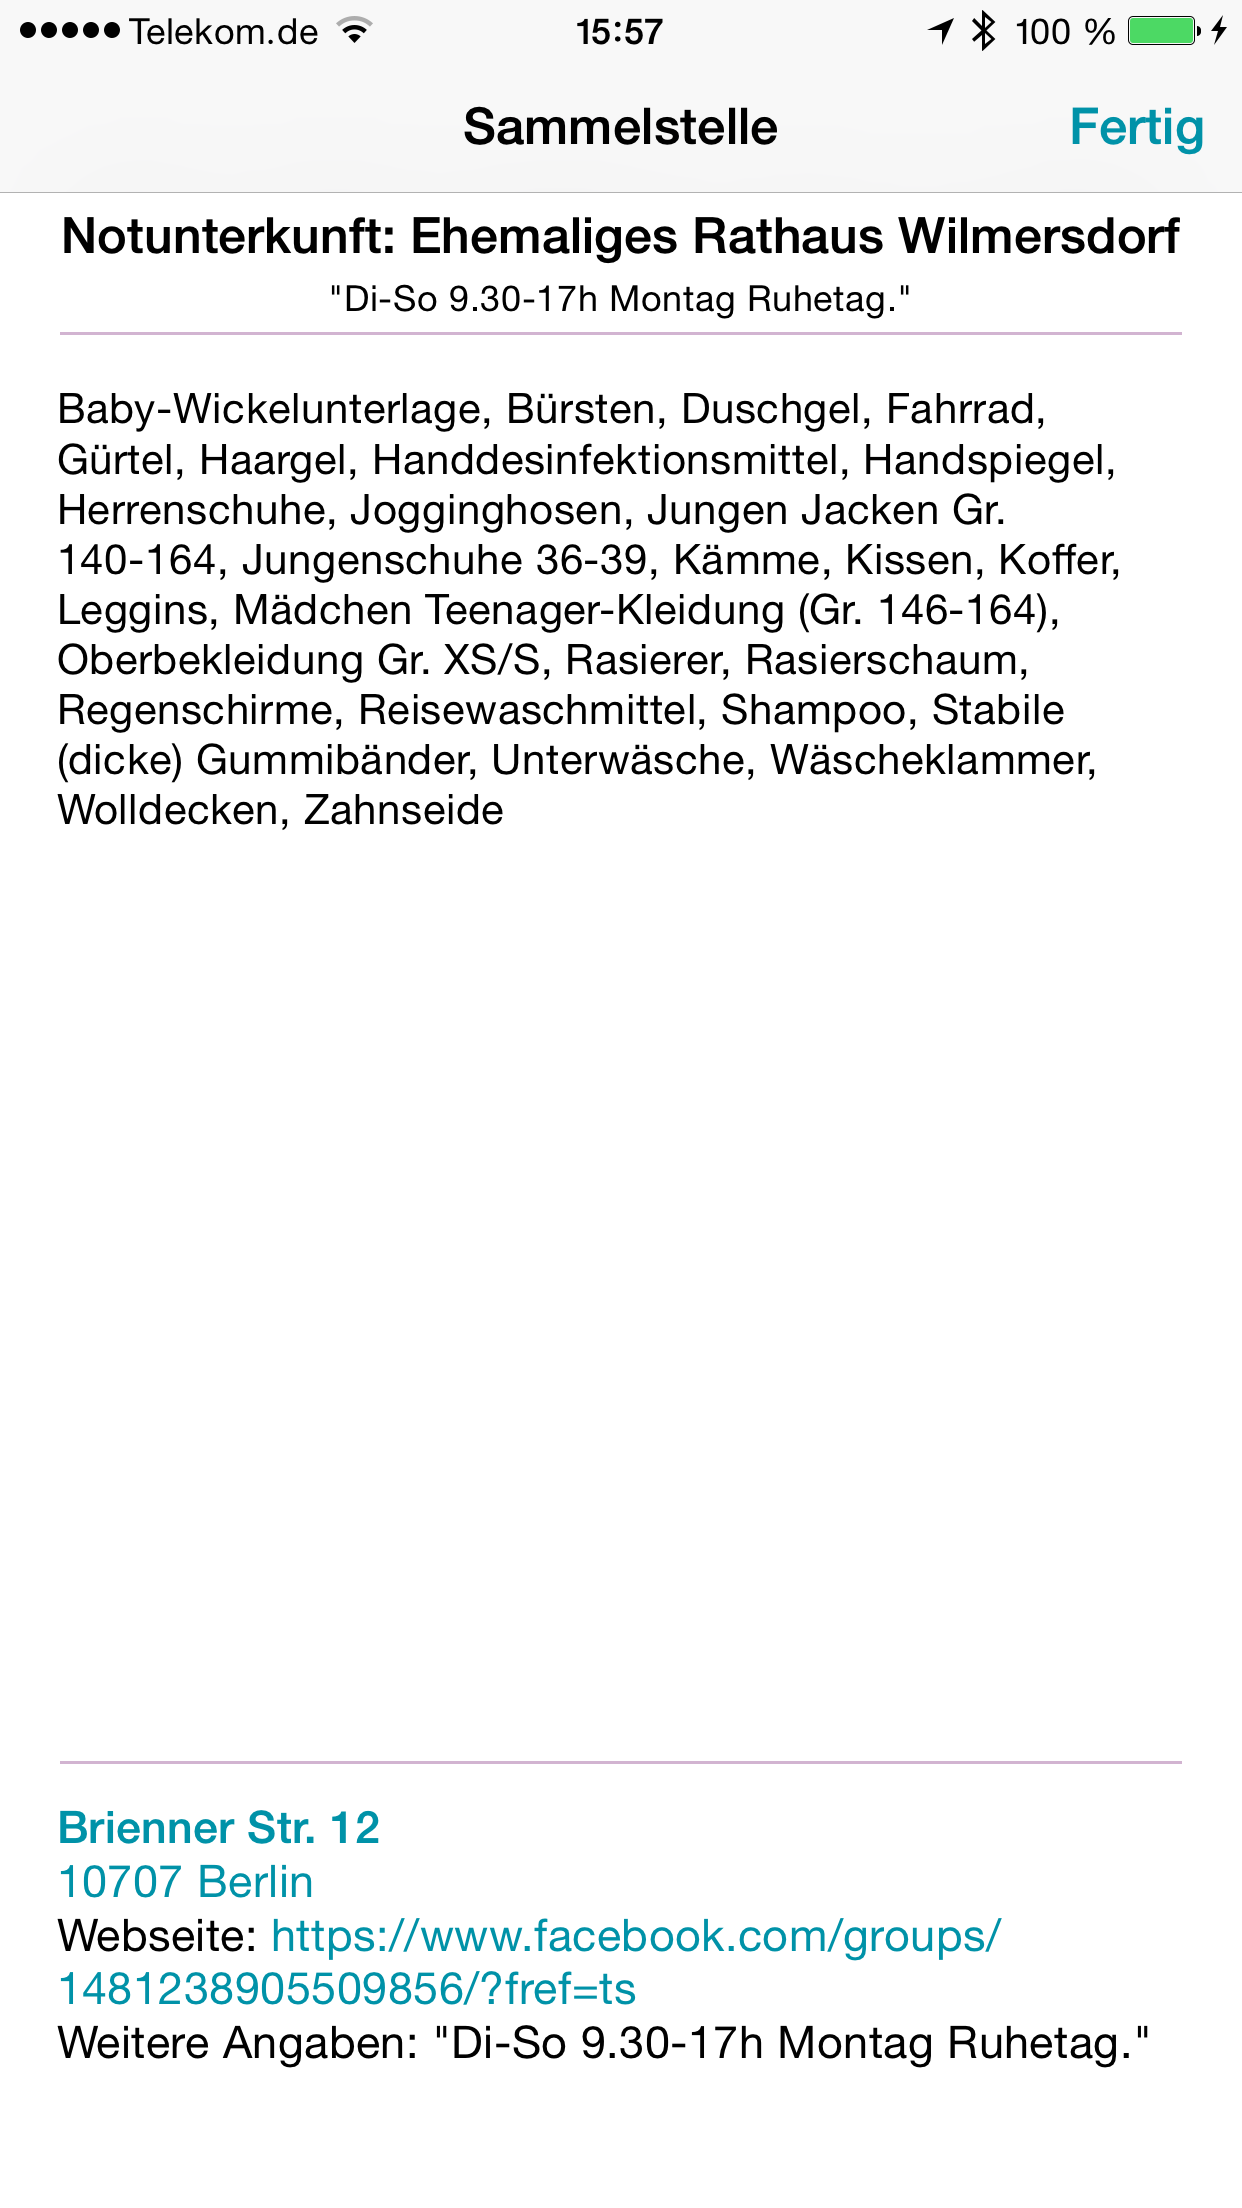 Telekom.de 15:57 100 %
Sammelstelle Fertig
Notunterkunft: Ehemaliges Rathaus Wilmersdorf
"Di-So 9.30-17h Montag Ruhetag."
Baby-Wickelunterlage, Bürsten, Duschgel, Fahrrad,
Gürtel, Haargel, Handdesinfektionsmittel, Handspiegel,
Herrenschuhe, Jogginghosen, Jungen Jacken Gr.
140-164, Jungenschuhe 36-39, Kämme, Kissen, Koffer,
Leggins, Mädchen Teenager-Kleidung (Gr. 146-164),
Oberbekleidung Gr. XS/S, Rasierer, Rasierschaum,
Regenschirme, Reisewaschmittel, Shampoo, Stabile
(dicke) Gummibänder, Unterwäsche, Wäscheklammer,
Wolldecken, Zahnseide
Brienner Str. 12
10707 Berlin
Webseite: https://www.facebook.com/groups/
1481238905509856/?fref=ts
Weitere Angaben: "Di-So 9.30-17h Montag Ruhetag."